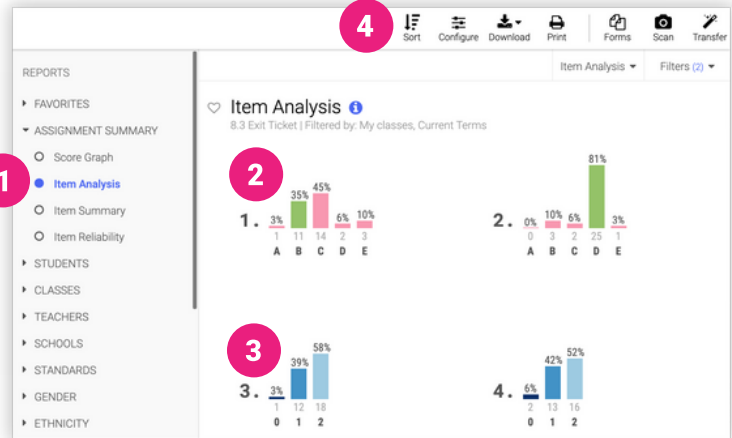 4
Sort Configure Download Print Forms Scan Transfer
REPORTS
Item Analysis Filters (2)
FAVORITES
ASSIGNMENT SUMMARY
Score Graph
1
Item Analysis
Item Summary
Item Reliability
STUDENTS
CLASSES
TEACHERS
SCHOOLS
STANDARDS
GENDER
ETHNICITY
Item Analysis i
8.3 Exit Ticket | Filtered by: My classes, Current Terms
2
1. 3% 35% 45% 6% 10%
1 11 14 2 3
A B C D E
2. 0% 10% 6% 81% 3%
0 3 2 25 1
A B C D E
3
3. 3% 39% 58%
1 12 18
0 1 2
4. 6% 42% 52%
2 13 16
0 1 2